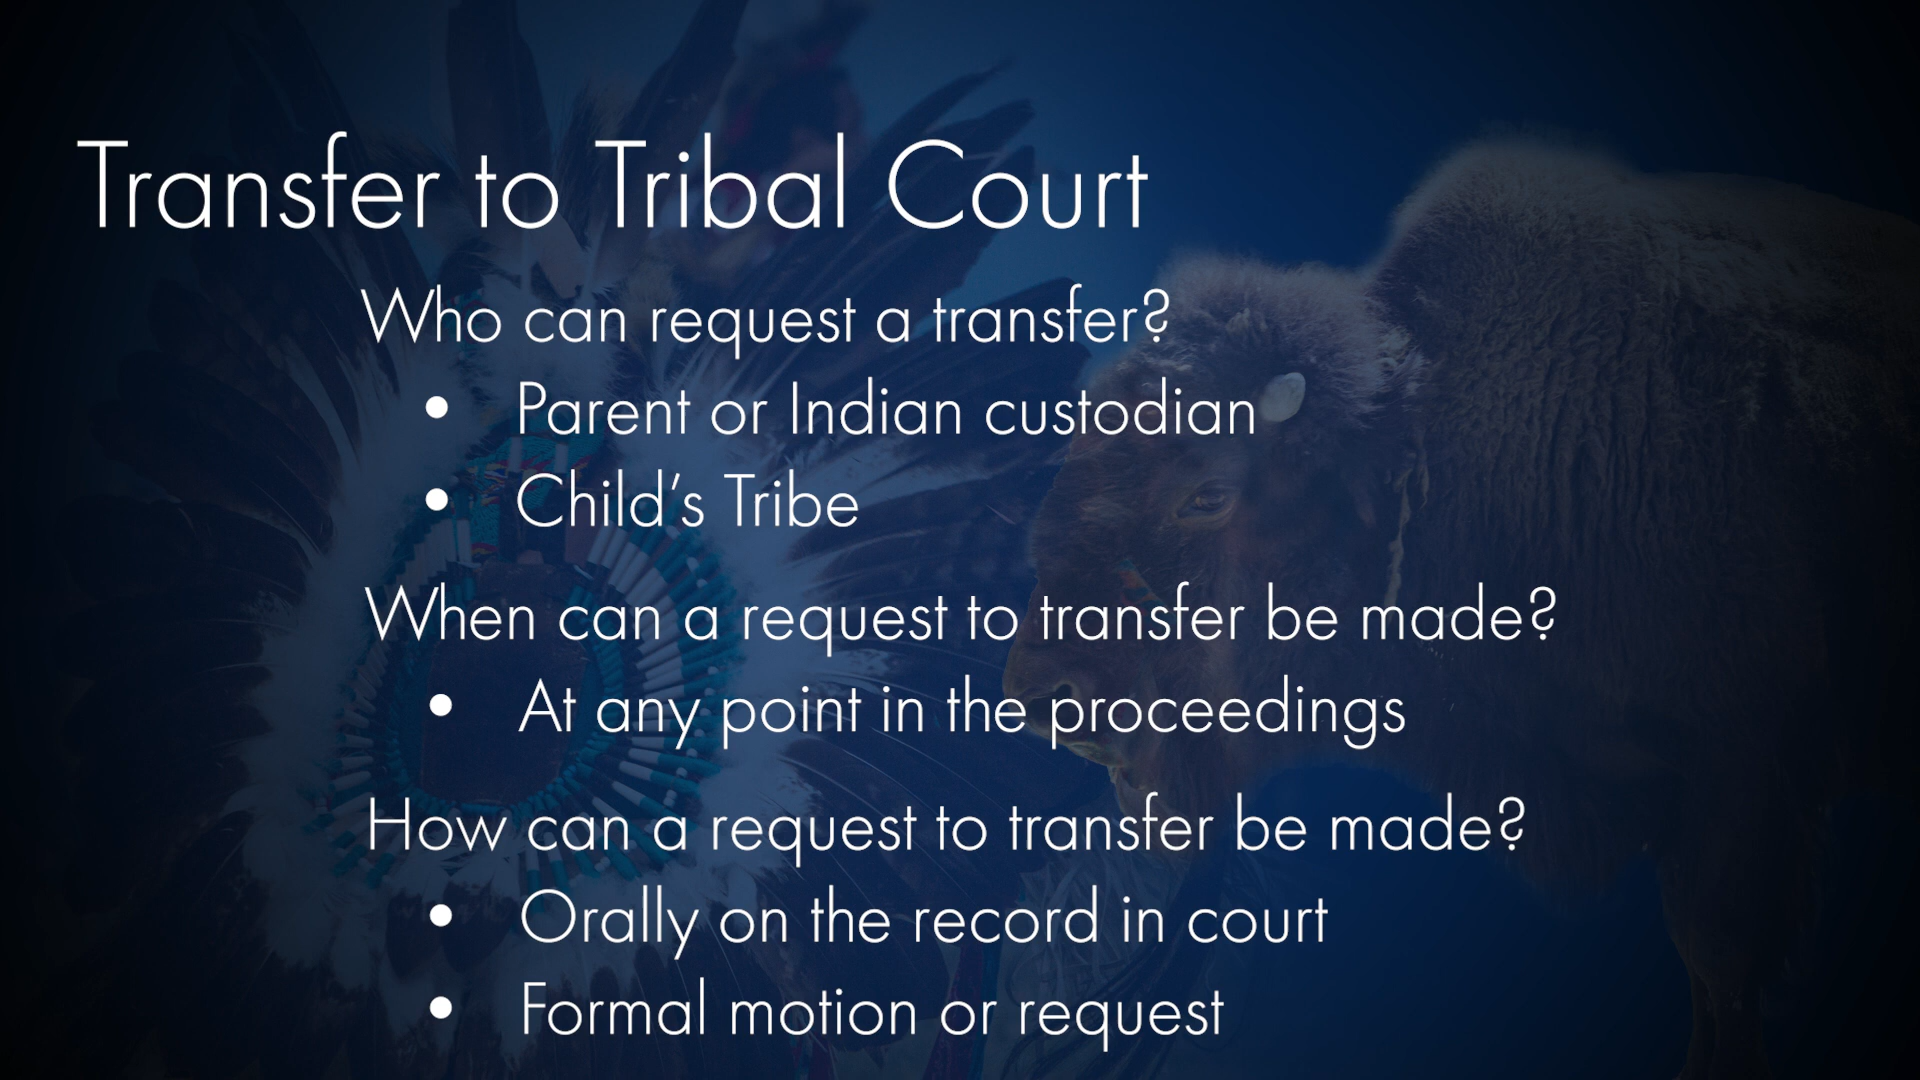 Transfer to Tribal Court
Who can request a transfer?
• Parent or Indian custodian
• Child’s Tribe
When can a request to transfer be made?
• At any point in the proceedings
How can a request to transfer be made?
• Orally on the record in court
• Formal motion or request